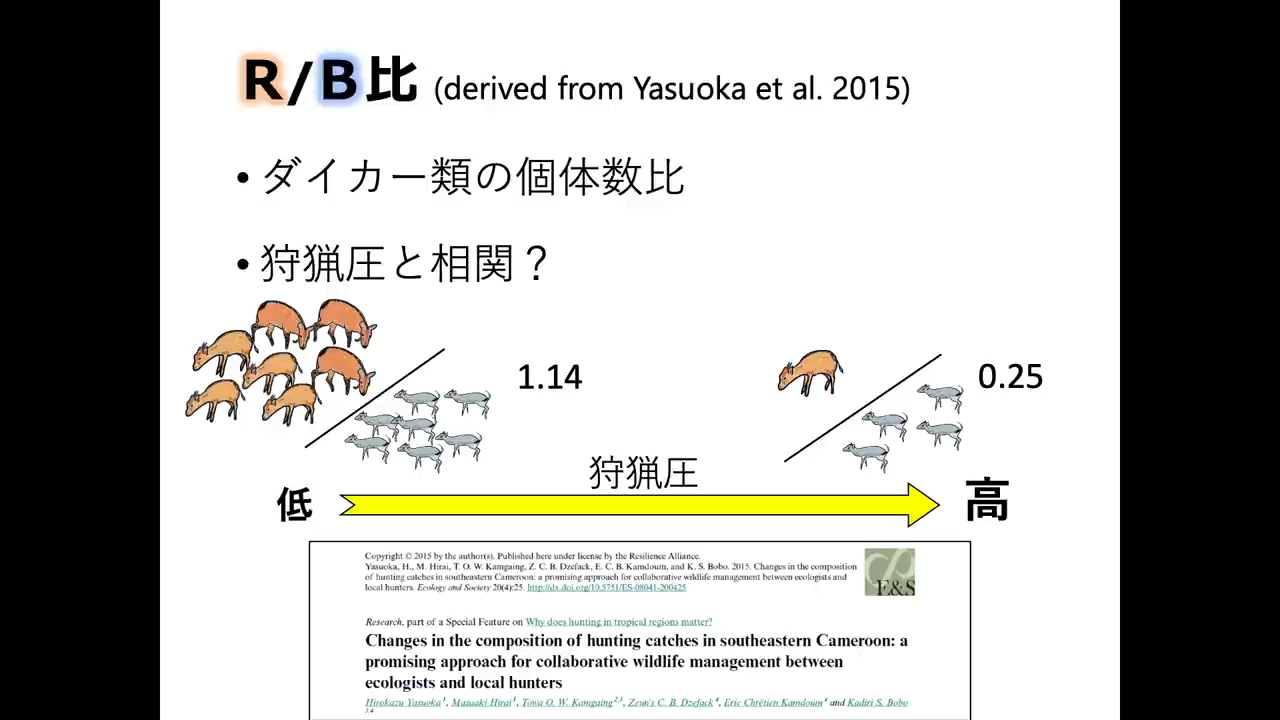 R/B比 (derived from Yasuoka et al. 2015)
• ダイカー類の個体数比
• 狩猟圧と相関？
1.14
0.25
狩猟圧
低
高
Copyright © 2015 by the author(s). Published here under license by the Resilience Alliance.
Yasuoka, H., M. Hirai, T. O. W. Kamgaing, Z. C. B. Dzefack, E. C. B. Kamdoum, and K. S. Bobo. 2015. Changes in the composition
of hunting catches in southeastern Cameroon: a promising approach for collaborative wildlife management between ecologists and
local hunters. Ecology and Society 20(4):25. http://dx.doi.org/10.5751/ES-08041-200425
E&S
Research, part of a Special Feature on Why does hunting in tropical regions matter?
Changes in the composition of hunting catches in southeastern Cameroon: a
promising approach for collaborative wildlife management between
ecologists and local hunters
Hirokazu Yasuoka 1, Masaaki Hirai 1, Towa O. W. Kamgaing 2,3, Zeun's C. B. Dzefack 4, Eric Chrétien Kamdoum 4 and Kadiri S. Bobo
3,4